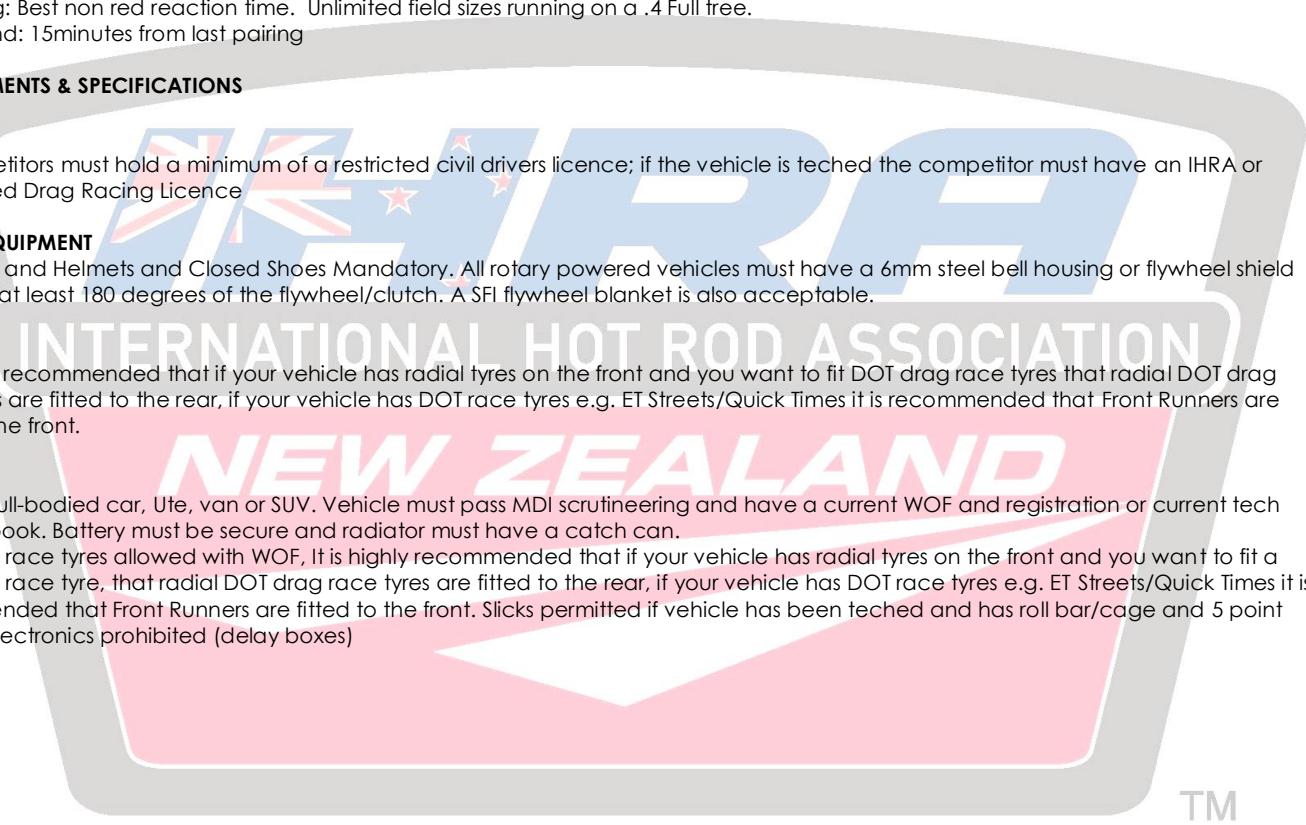 g: Best non red reaction time.  Unlimited field sizes running on a .4 Full tree.
nd: 15minutes from last pairing
MENTS & SPECIFICATIONS
etitors must hold a minimum of a restricted civil drivers licence; if the vehicle is teched the competitor must have an IHRA or
ed Drag Racing Licence
QUIPMENT
and Helmets and Closed Shoes Mandatory. All rotary powered vehicles must have a 6mm steel bell housing or flywheel shield
at least 180 degrees of the flywheel/clutch. A SFI flywheel blanket is also acceptable.
recommended that if your vehicle has radial tyres on the front and you want to fit DOT drag race tyres that radial DOT drag
s are fitted to the rear, if your vehicle has DOT race tyres e.g. ET Streets/Quick Times it is recommended that Front Runners are
he front.
ull-bodied car, Ute, van or SUV. Vehicle must pass MDI scrutineering and have a current WOF and registration or current tech
book. Battery must be secure and radiator must have a catch can.
race tyres allowed with WOF, It is highly recommended that if your vehicle has radial tyres on the front and you want to fit a
race tyre, that radial DOT drag race tyres are fitted to the rear, if your vehicle has DOT race tyres e.g. ET Streets/Quick Times it is
ended that Front Runners are fitted to the front. Slicks permitted if vehicle has been teched and has roll bar/cage and 5 point
lectronics prohibited (delay boxes)
IHRA
INTERNATIONAL HOT ROD ASSOCIATION
NEW ZEALAND
TM